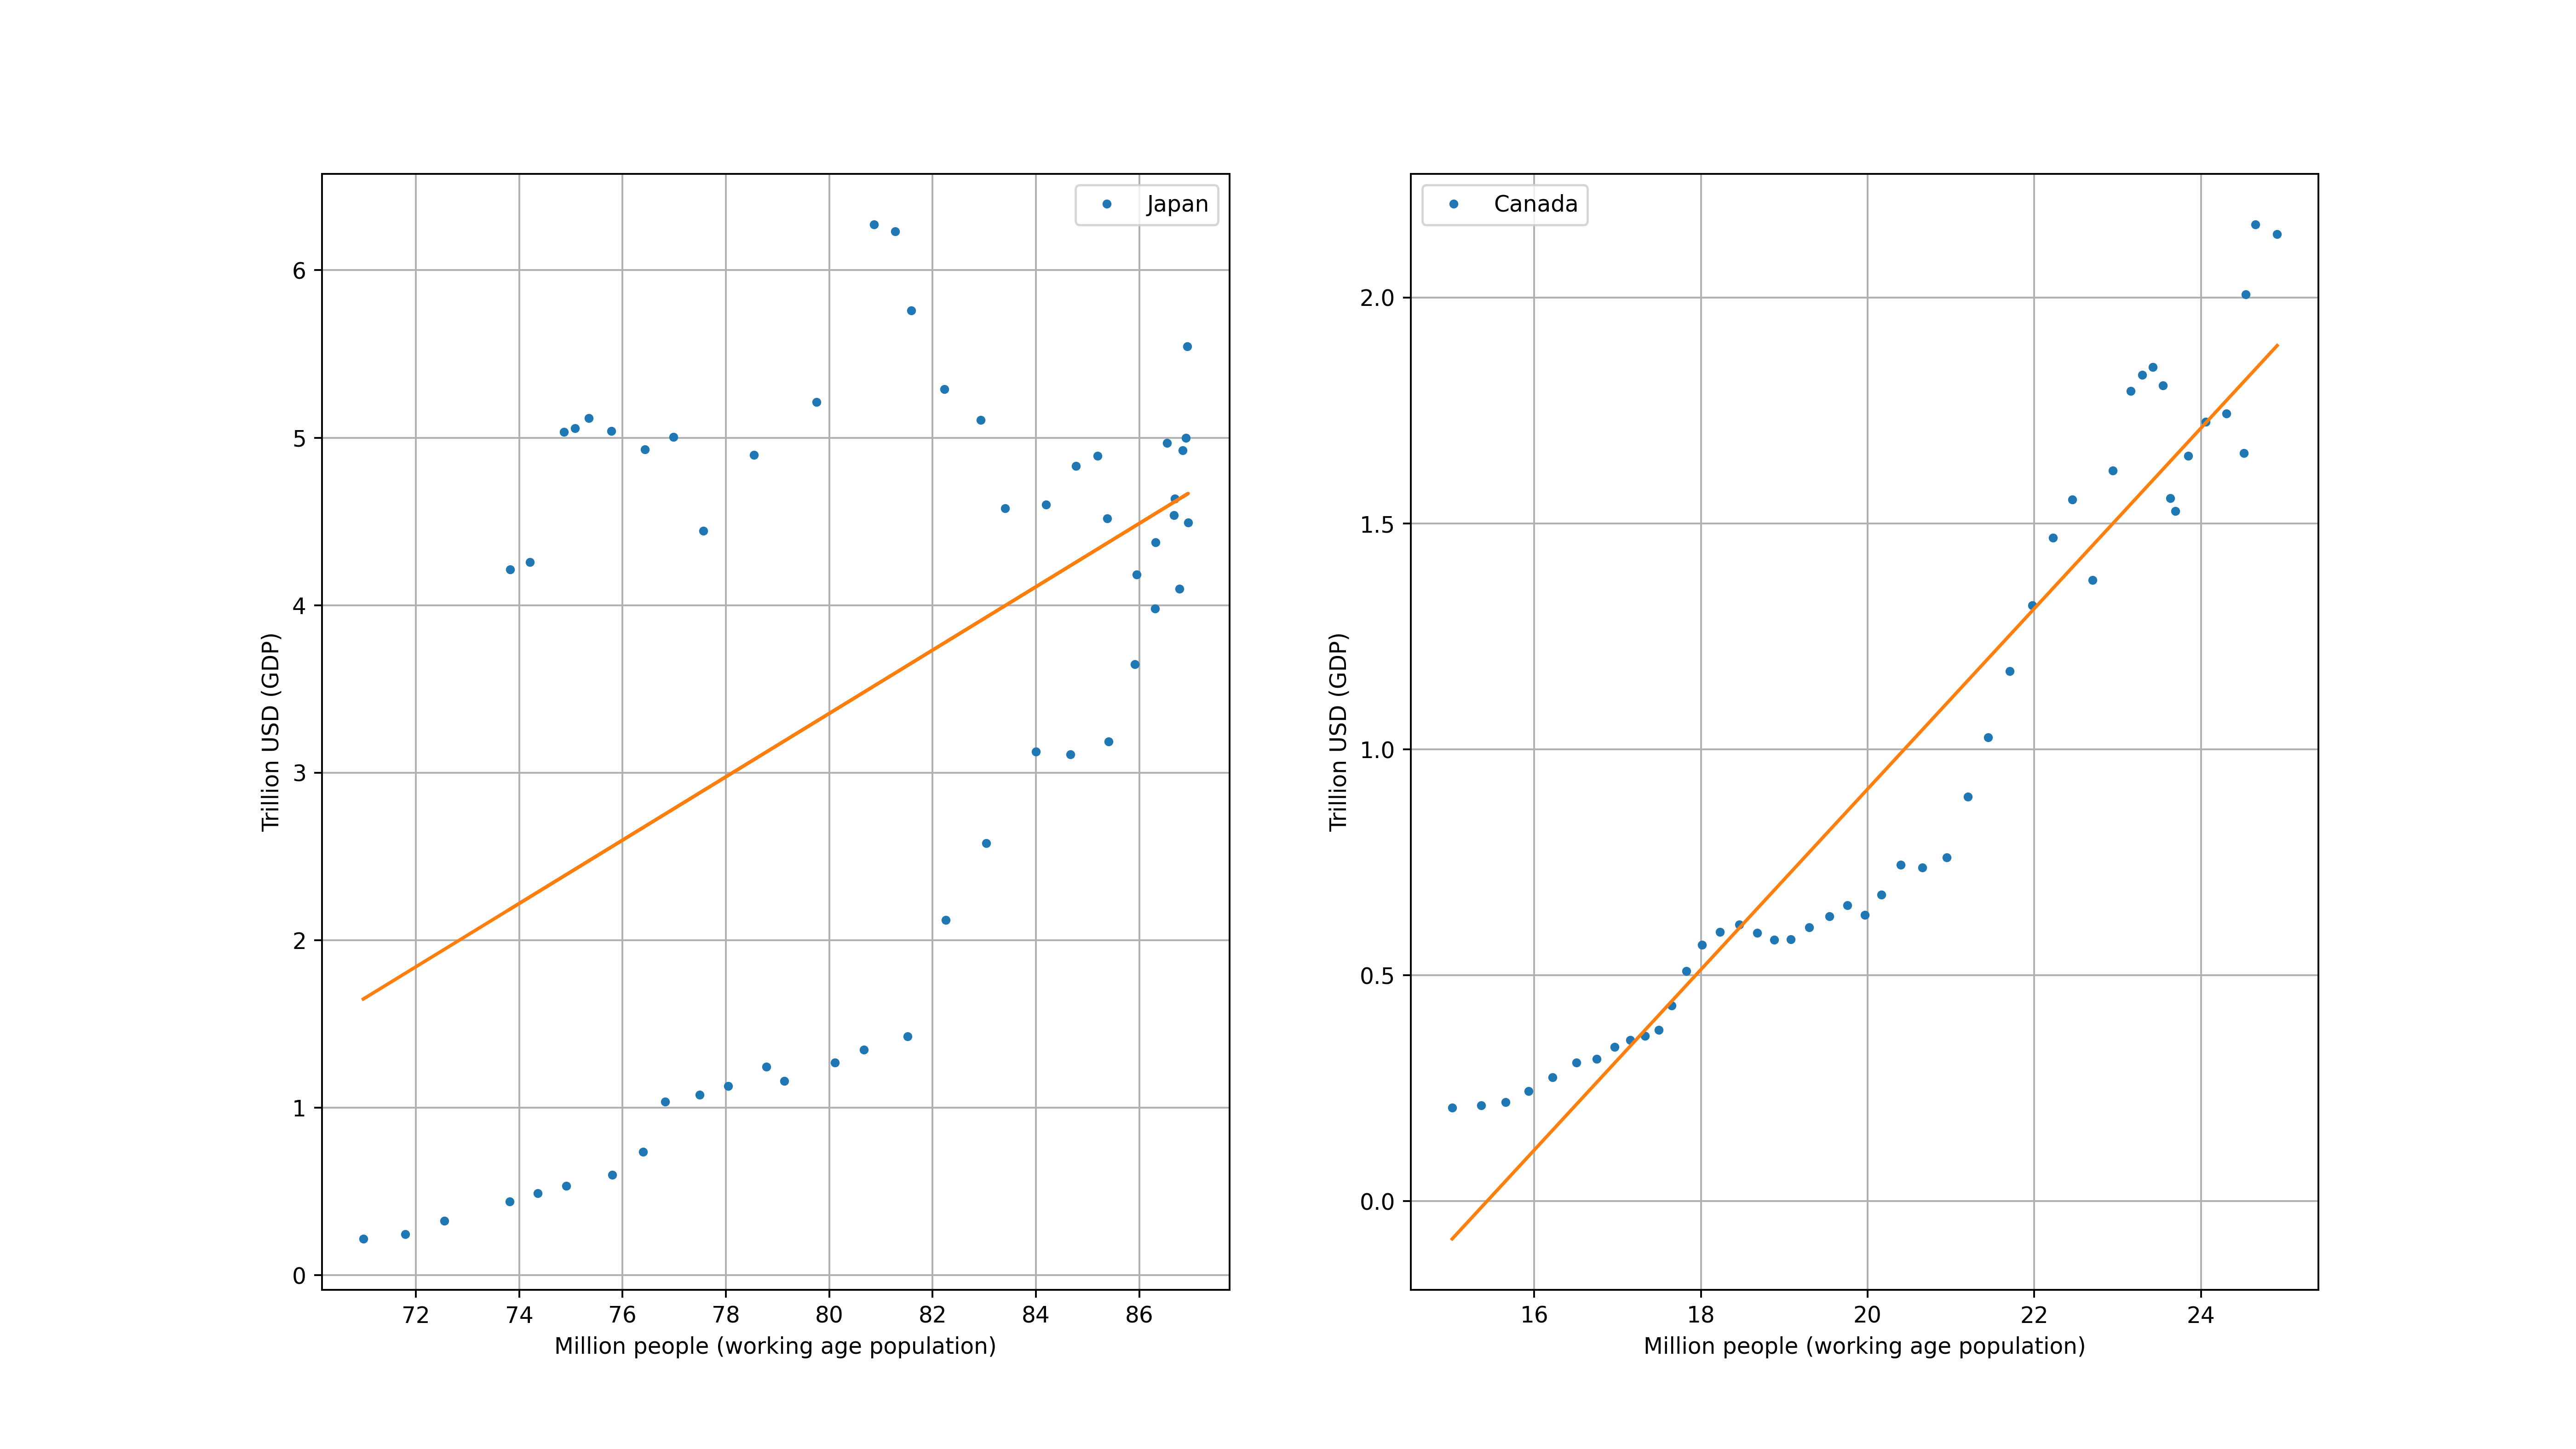 Japan
6
5
4
3
2
1
0
Trillion USD (GDP)
72 74 76 78 80 82 84 86
Million people (working age population)
Canada
2.0
1.5
1.0
0.5
0.0
Trillion USD (GDP)
16 18 20 22 24
Million people (working age population)